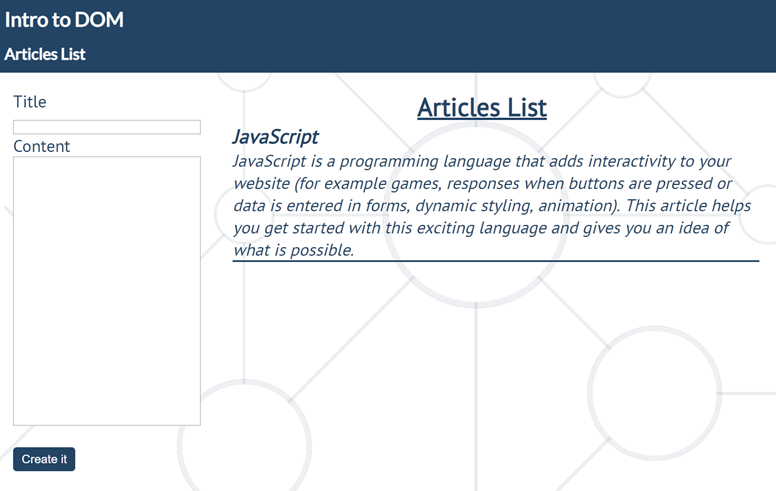 Intro to DOM
Articles List
Title
Content
Create it
Articles List
JavaScript
JavaScript is a programming language that adds interactivity to your
website (for example games, responses when buttons are pressed or
data is entered in forms, dynamic styling, animation). This article helps
you get started with this exciting language and gives you an idea of
what is possible.